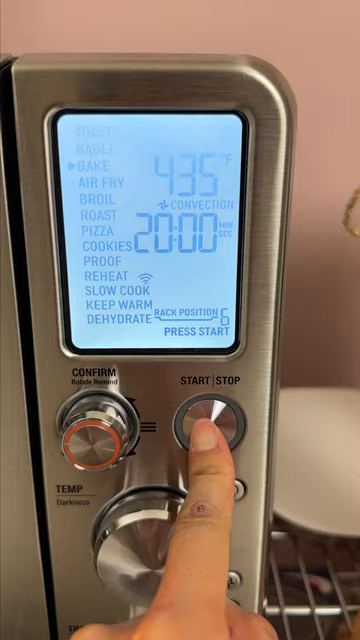 TOAST
BAGEL
BAKE
435°F
AIR FRY
BROIL
CONVECTION
ROAST
PIZZA
20:00 MIN SEC
COOKIES
PROOF
REHEAT
SLOW COOK
KEEP WARM
DEHYDRATE
RACK POSITION 6
PRESS START
CONFIRM
Rotate Remind
START|STOP
TEMP
Darkness